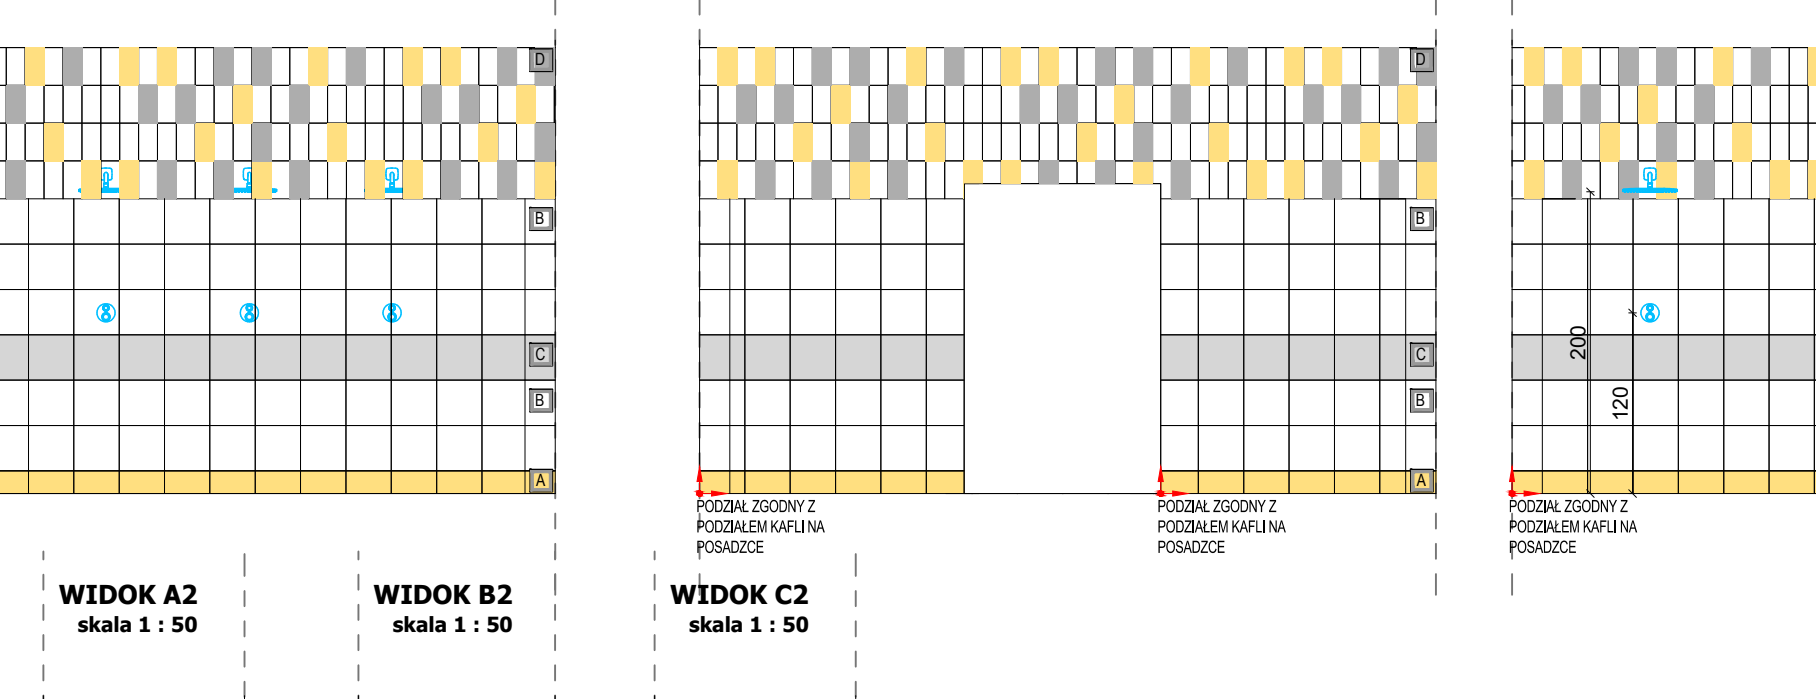 D
D
B
B
200
C
C
120
B
B
A
A
PODZIAŁ ZGODNY Z
PODZIAŁEM KAFLI NA
POSADZCE
PODZIAŁ ZGODNY Z
PODZIAŁEM KAFLI NA
POSADZCE
PODZIAŁ ZGODNY Z
PODZIAŁEM KAFLI NA
POSADZCE
WIDOK A2
skala 1 : 50
WIDOK B2
skala 1 : 50
WIDOK C2
skala 1 : 50